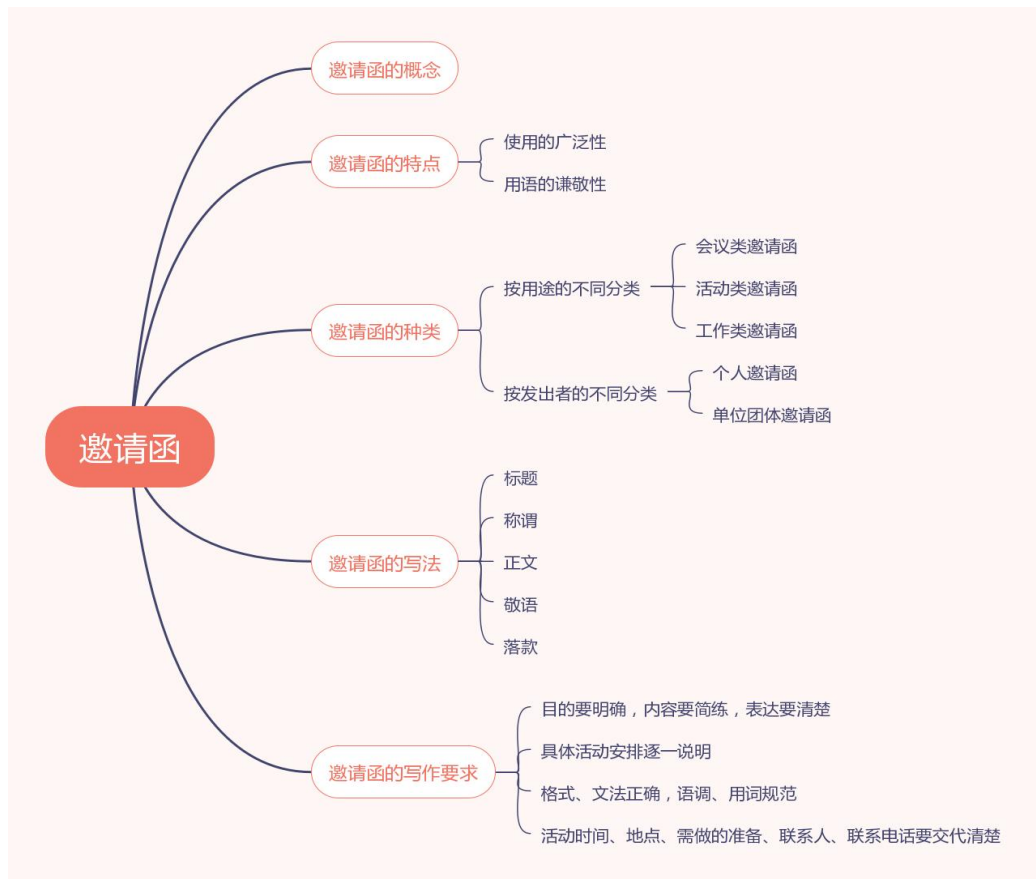 邀请函
邀请函的概念
邀请函的特点
使用的广泛性
用语的谦敬性
邀请函的种类
按用途的不同分类
会议类邀请函
活动类邀请函
工作类邀请函
按发出者的不同分类
个人邀请函
单位团体邀请函
邀请函的写法
标题
称谓
正文
敬语
落款
邀请函的写作要求
目的要明确，内容要简练，表达要清楚
具体活动安排逐一说明
格式、文法正确，语调、用词规范
活动时间、地点、需做的准备、联系人、联系电话要交代清楚